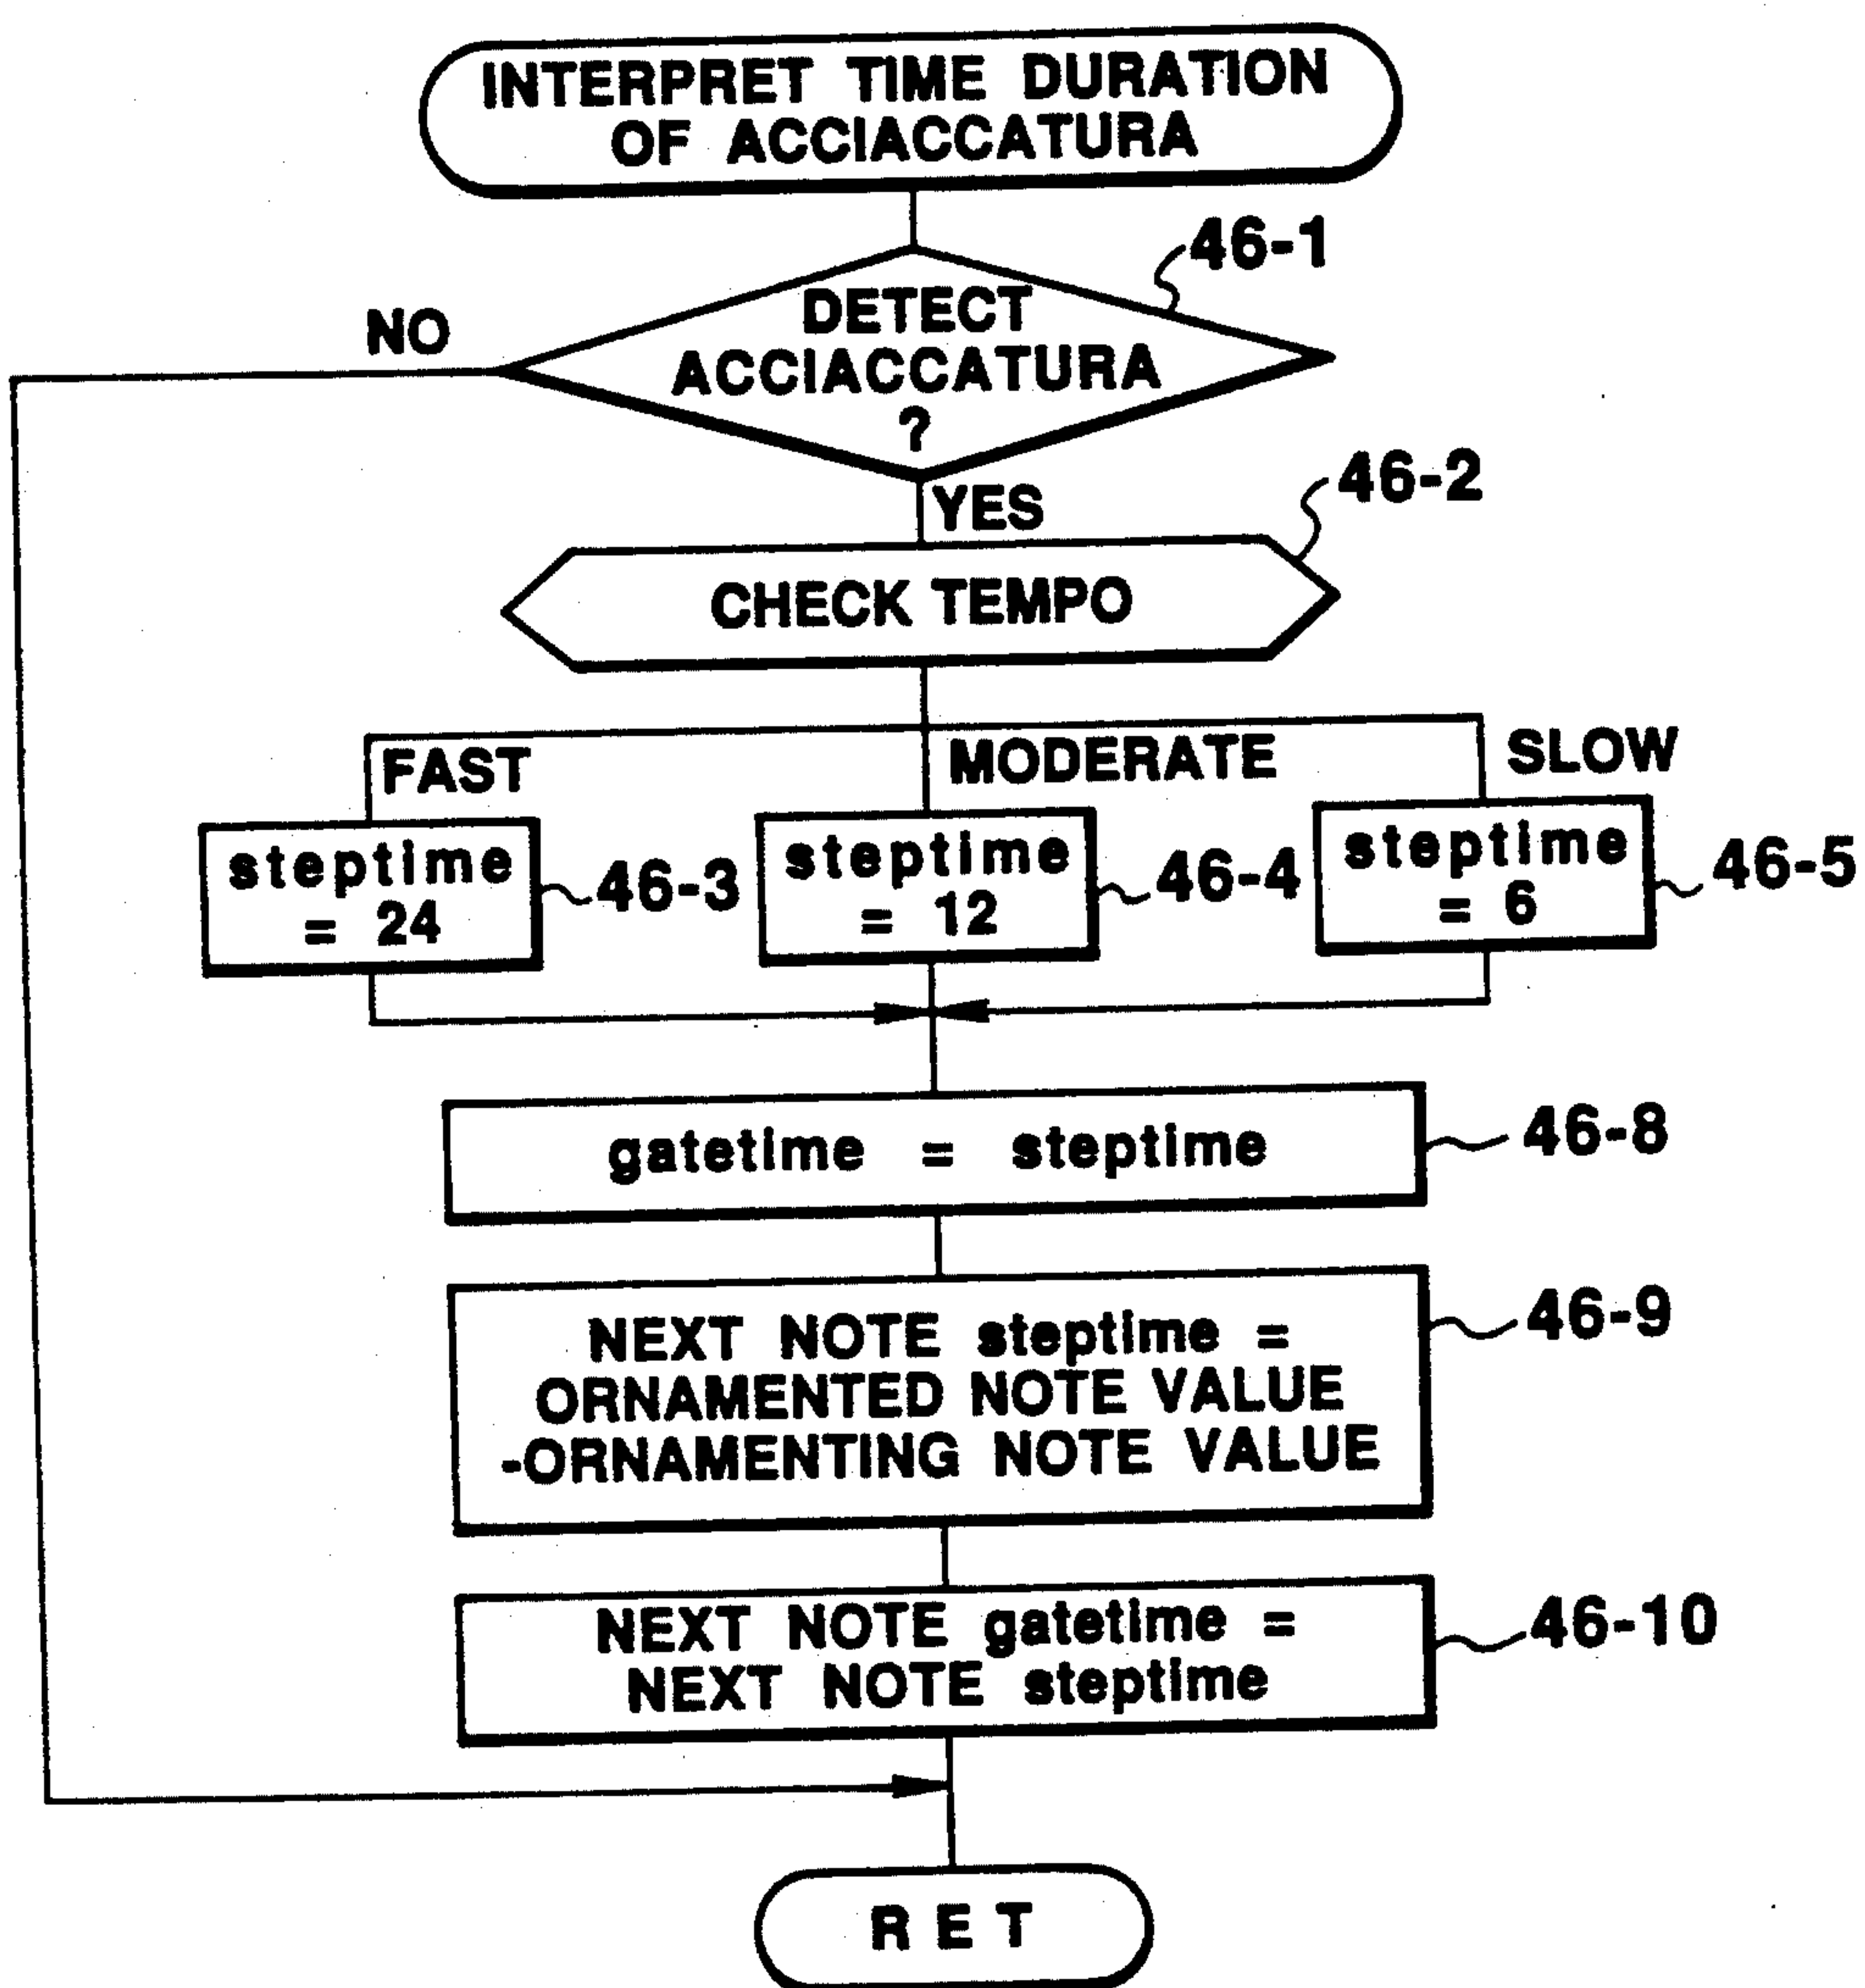 INTERPRET TIME DURATION
OF ACCIACCATURA
46-1
DETECT
ACCIACCATURA
?
NO
YES
46-2
CHECK TEMPO
FAST
MODERATE
SLOW
steptime
= 24
46-3
steptime
= 12
46-4
steptime
= 6
46-5
gatetime = steptime
46-8
NEXT NOTE steptime =
ORNAMENTED NOTE VALUE
-ORNAMENTING NOTE VALUE
46-9
NEXT NOTE gatetime =
NEXT NOTE steptime
46-10
RET